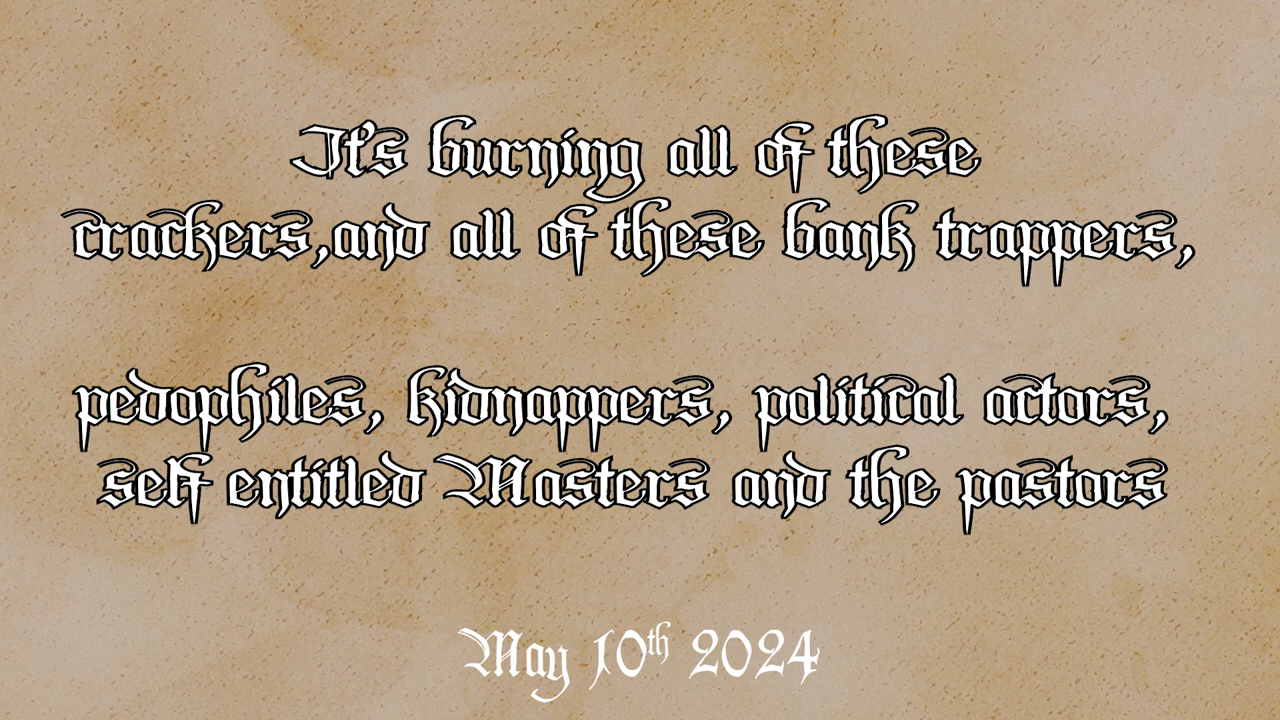 It's burning all of these
crackers,and all of these bank trappers,
pedophiles, kidnappers, political actors,
self entitled Masters and the pastors
May 10th 2024